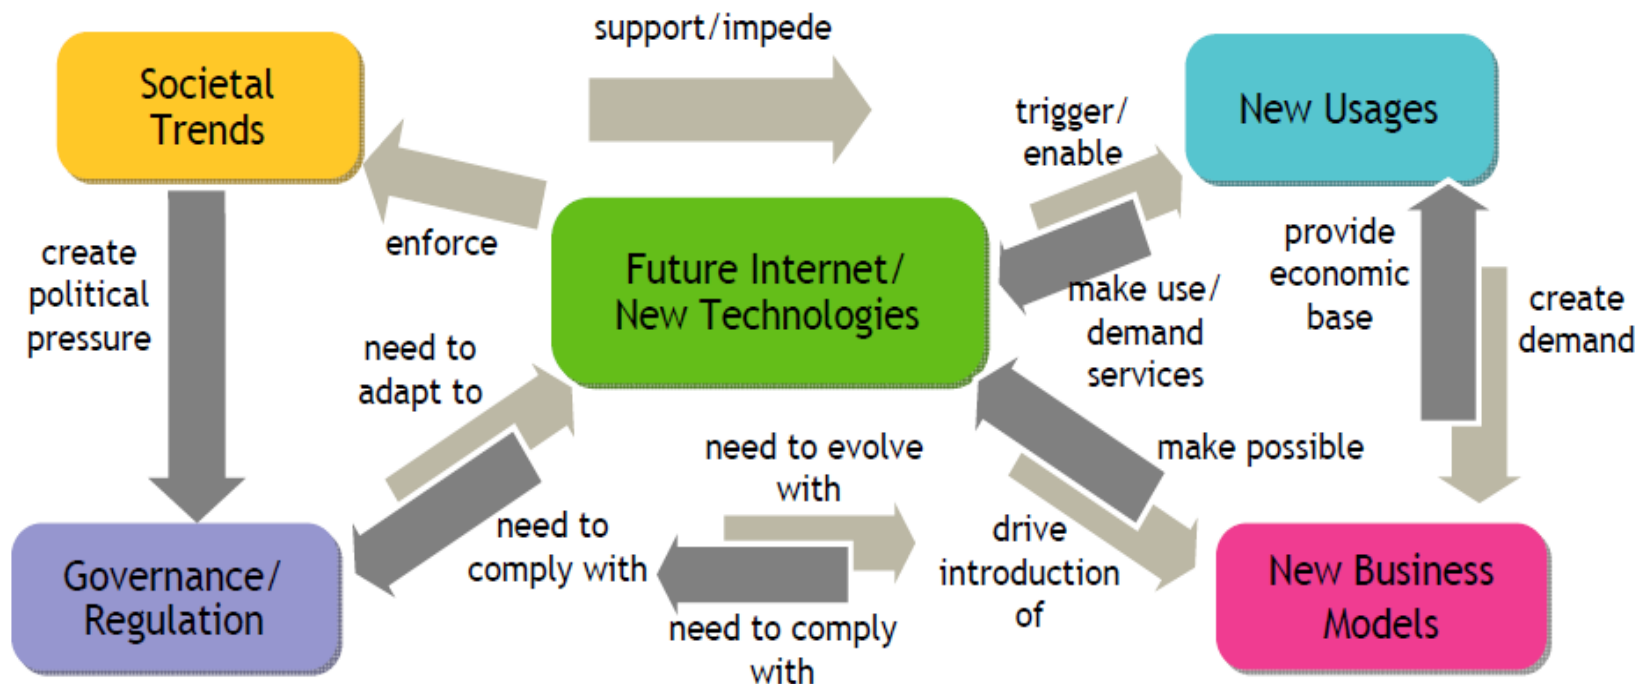 support/impede
Societal
Trends
New Usages
trigger/
enable
enforce
create
political
pressure
Future Internet/
New Technologies
provide
economic
base
make use/
demand
services
create
demand
need to
adapt to
need to evolve
with
make possible
need to
comply with
drive
introduction
of
Governance/
Regulation
need to comply
with
New Business
Models